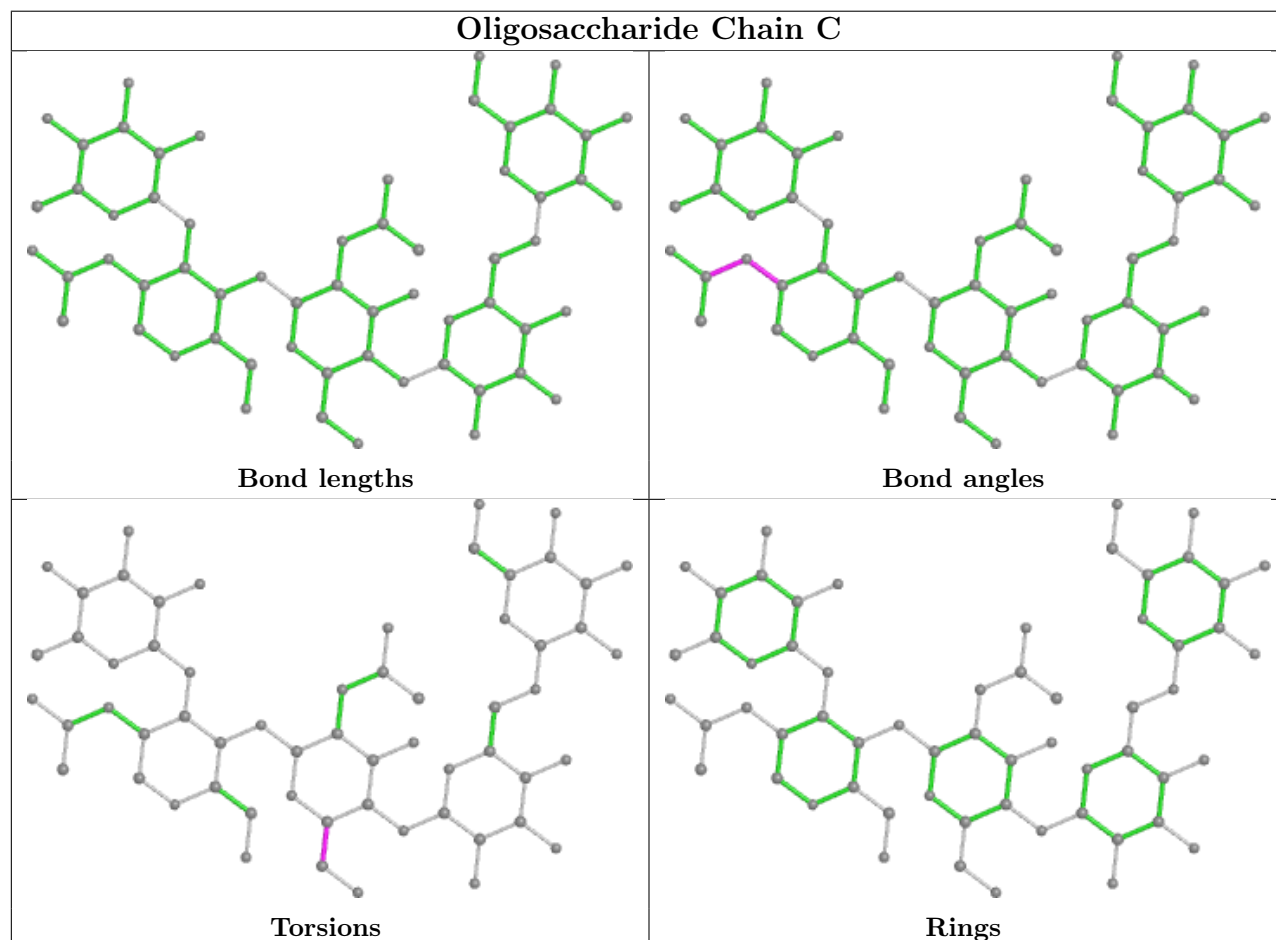 Oligosaccharide Chain C
Bond lengths
Bond angles
Torsions
Rings